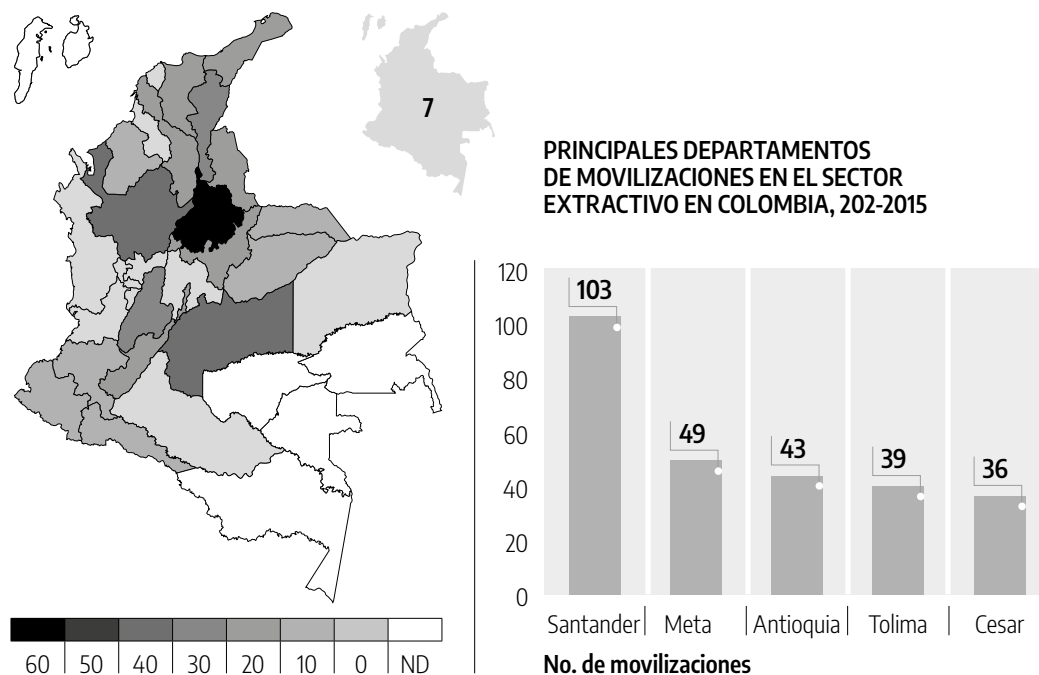 7
PRINCIPALES DEPARTAMENTOS
DE MOVILIZACIONES EN EL SECTOR
EXTRACTIVO EN COLOMBIA, 202-2015
120
100
80
60
40
20
0
103
49
43
39
36
Santander Meta Antioquia Tolima Cesar
No. de movilizaciones
60 50 40 30 20 10 0 ND